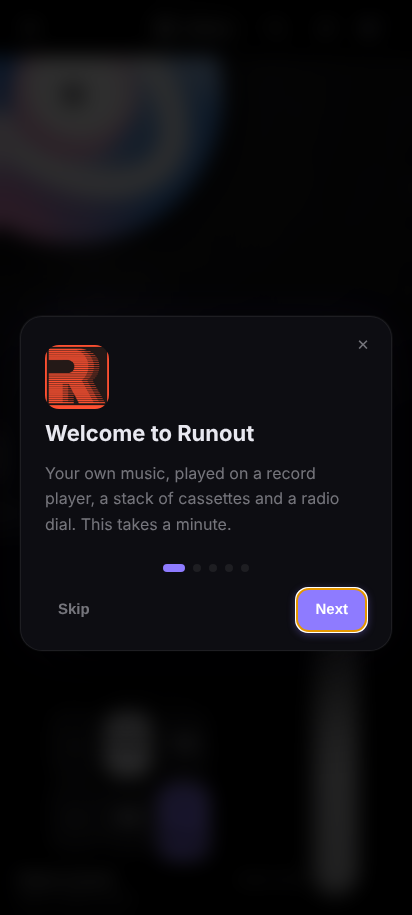 ×
R
Welcome to Runout
Your own music, played on a record
player, a stack of cassettes and a radio
dial. This takes a minute.
Skip
Next